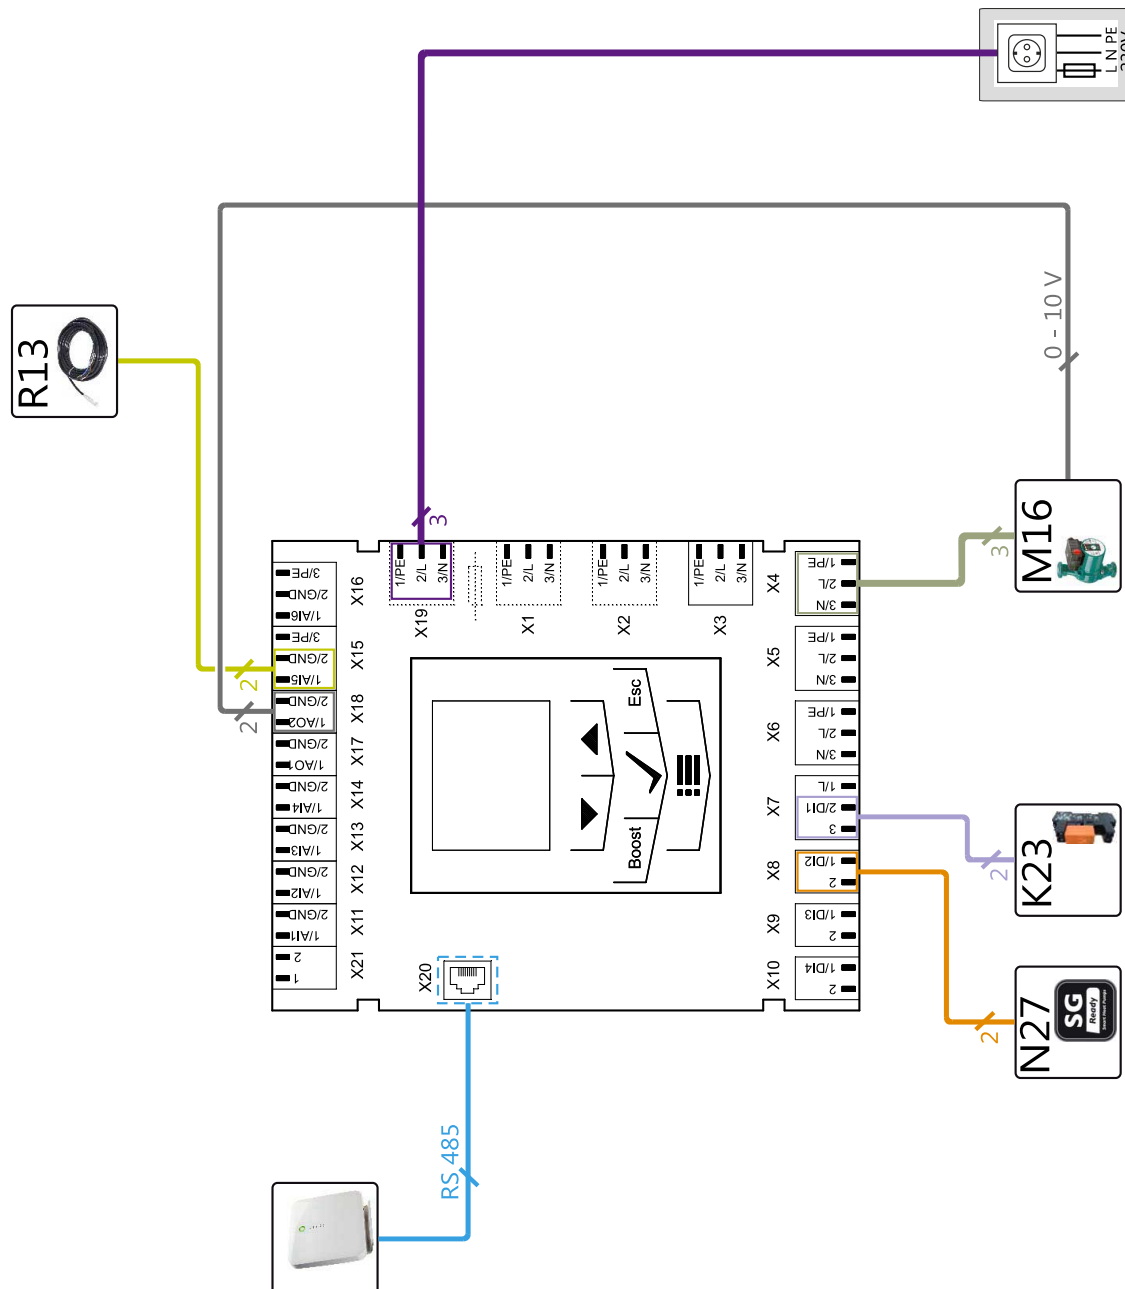 L N PE
230V
0 - 10 V
R13
2
2
3
3
M16
X16
3/PE
2/GND
1/AI6
X15
3/PE
2/GND
1/AI5
X18
2/GND
1/AO2
X17
2/GND
1/AO1
X14
2/GND
1/AI4
X13
2/GND
1/AI3
X12
2/GND
1/AI2
X11
2/GND
1/AI1
X21
2
1
X19
1/PE
2/L
3/N
X1
1/PE
2/L
3/N
X2
1/PE
2/L
3/N
X3
1/PE
2/L
3/N
X4
1/PE
2/L
3/N
X5
1/PE
2/L
3/N
X6
1/PE
2/L
3/N
X7
1/L
2/DI1
3
X8
1/DI2
2
X9
1/DI3
2
X10
1/DI4
2
Esc
Boost
X20
2
K23
2
N27
SG
Ready
RS 485